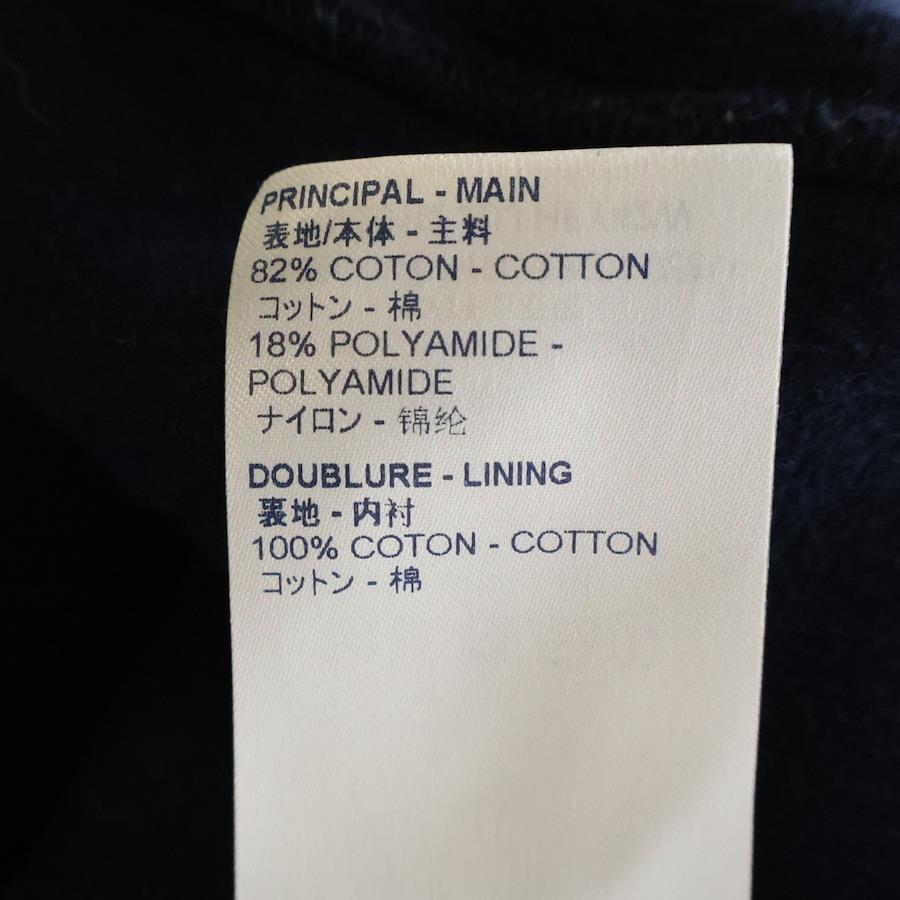 PRINCIPAL - MAIN
表地/本体 - 主料
82% COTON - COTTON
コットン - 棉
18% POLYAMIDE -
POLYAMIDE
ナイロン - 锦纶
DOUBLURE - LINING
裏地 - 内衬
100% COTON - COTTON
コットン - 棉